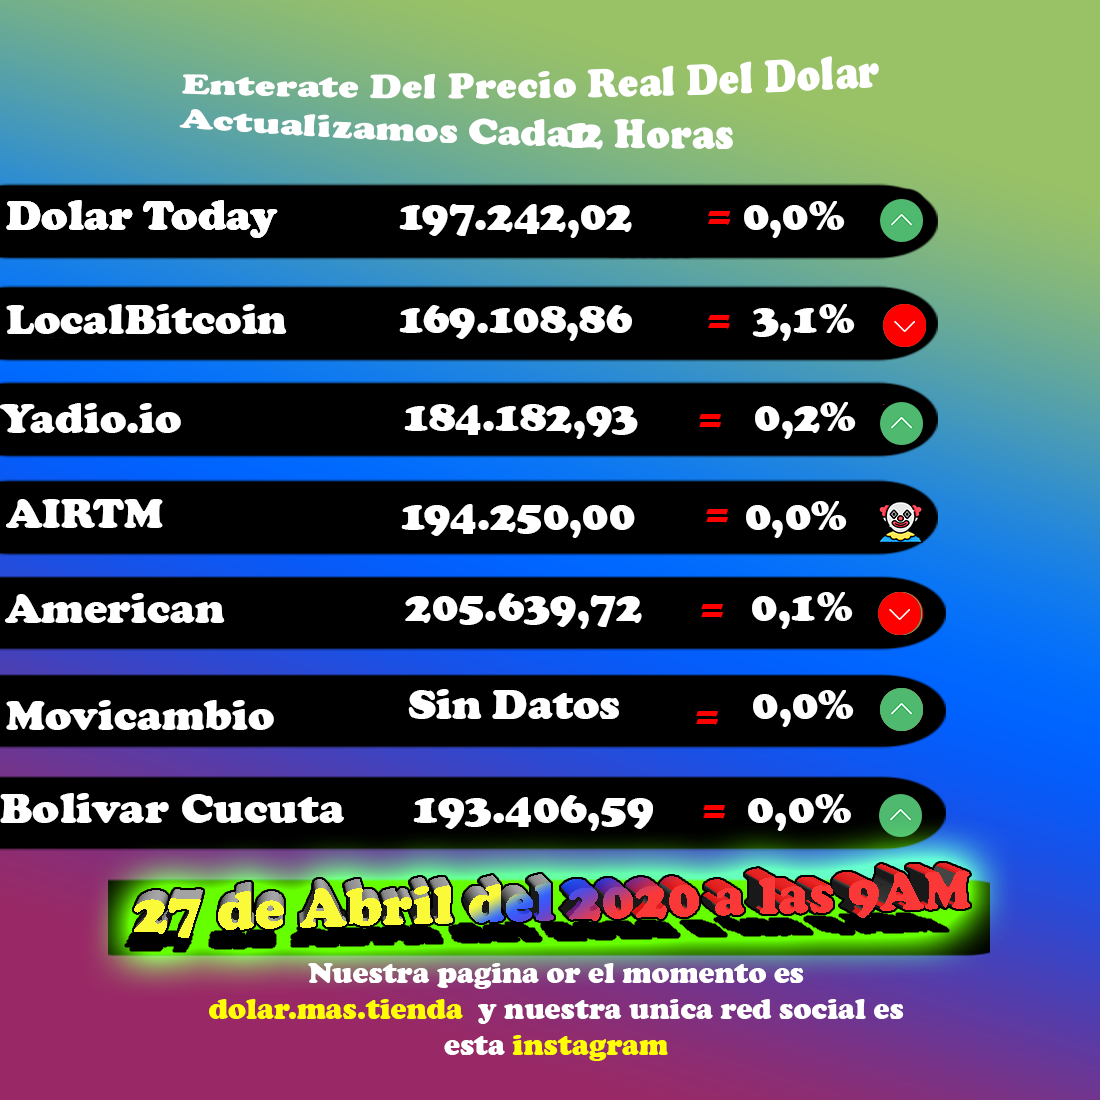 Enterate Del Precio Real Del Dolar
Actualizamos Cada 12 Horas
Dolar Today 197.242,02 = 0,0%
LocalBitcoin 169.108,86 = 3,1%
Yadio.io 184.182,93 = 0,2%
AIRTM 194.250,00 = 0,0%
American 205.639,72 = 0,1%
Movicambio Sin Datos = 0,0%
Bolivar Cucuta 193.406,59 = 0,0%
27 de Abril del 2020 a las 9AM
Nuestra pagina or el momento es
dolar.mas.tienda y nuestra unica red social es
esta instagram